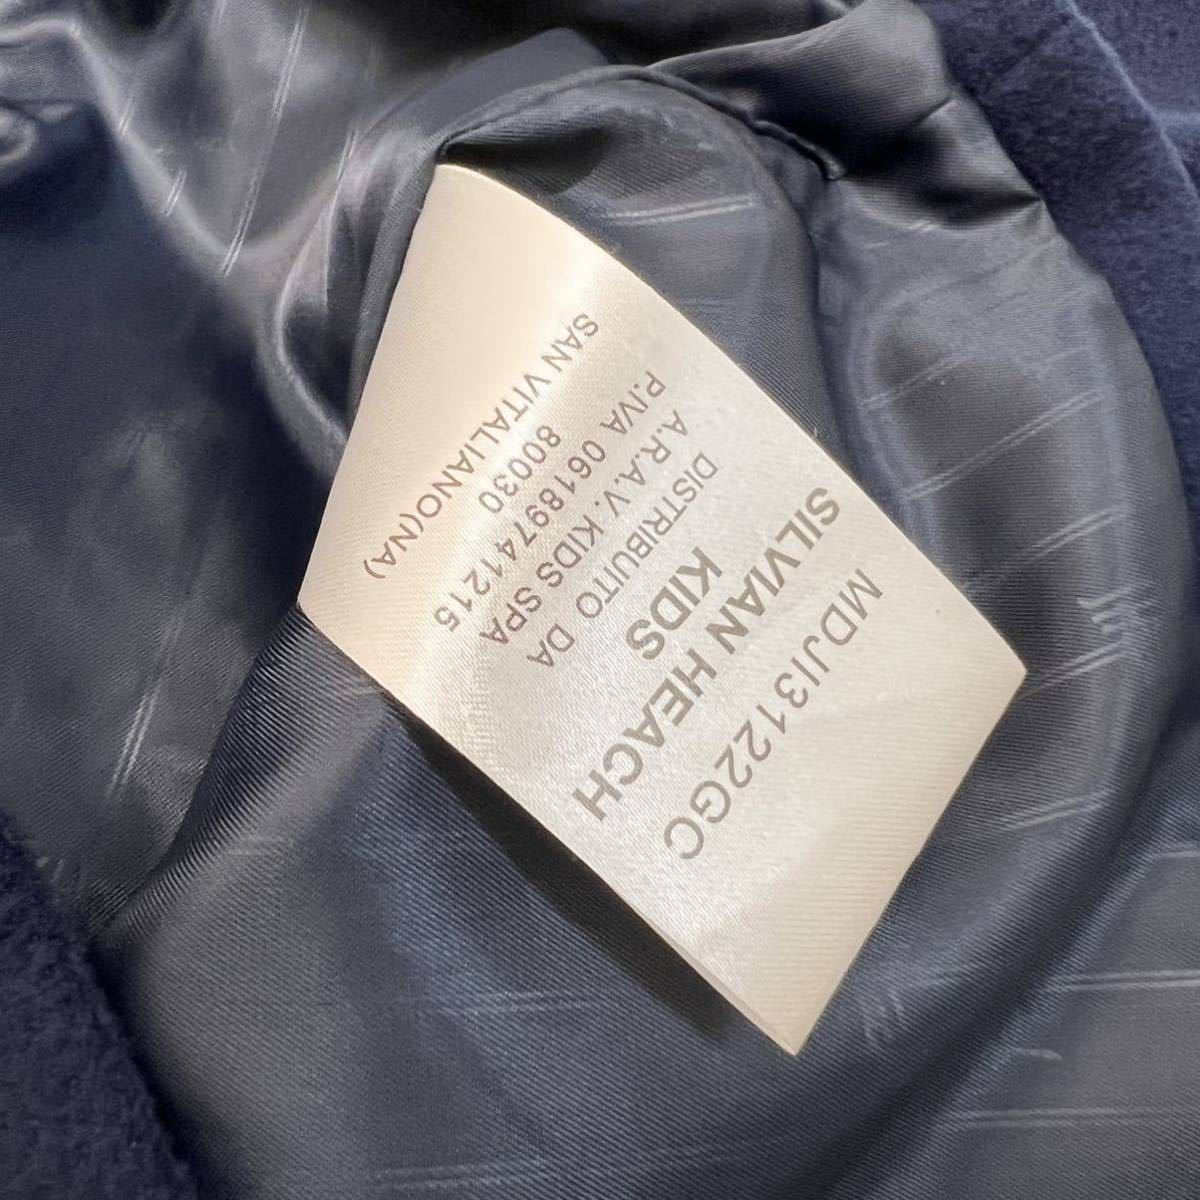 MDJI3122GC
SILVIAN HEACH
KIDS
DISTRIBUITO DA
A.R.A.V. KIDS SPA
P.IVA 06189741215
80030
SAN VITALIANO(NA)